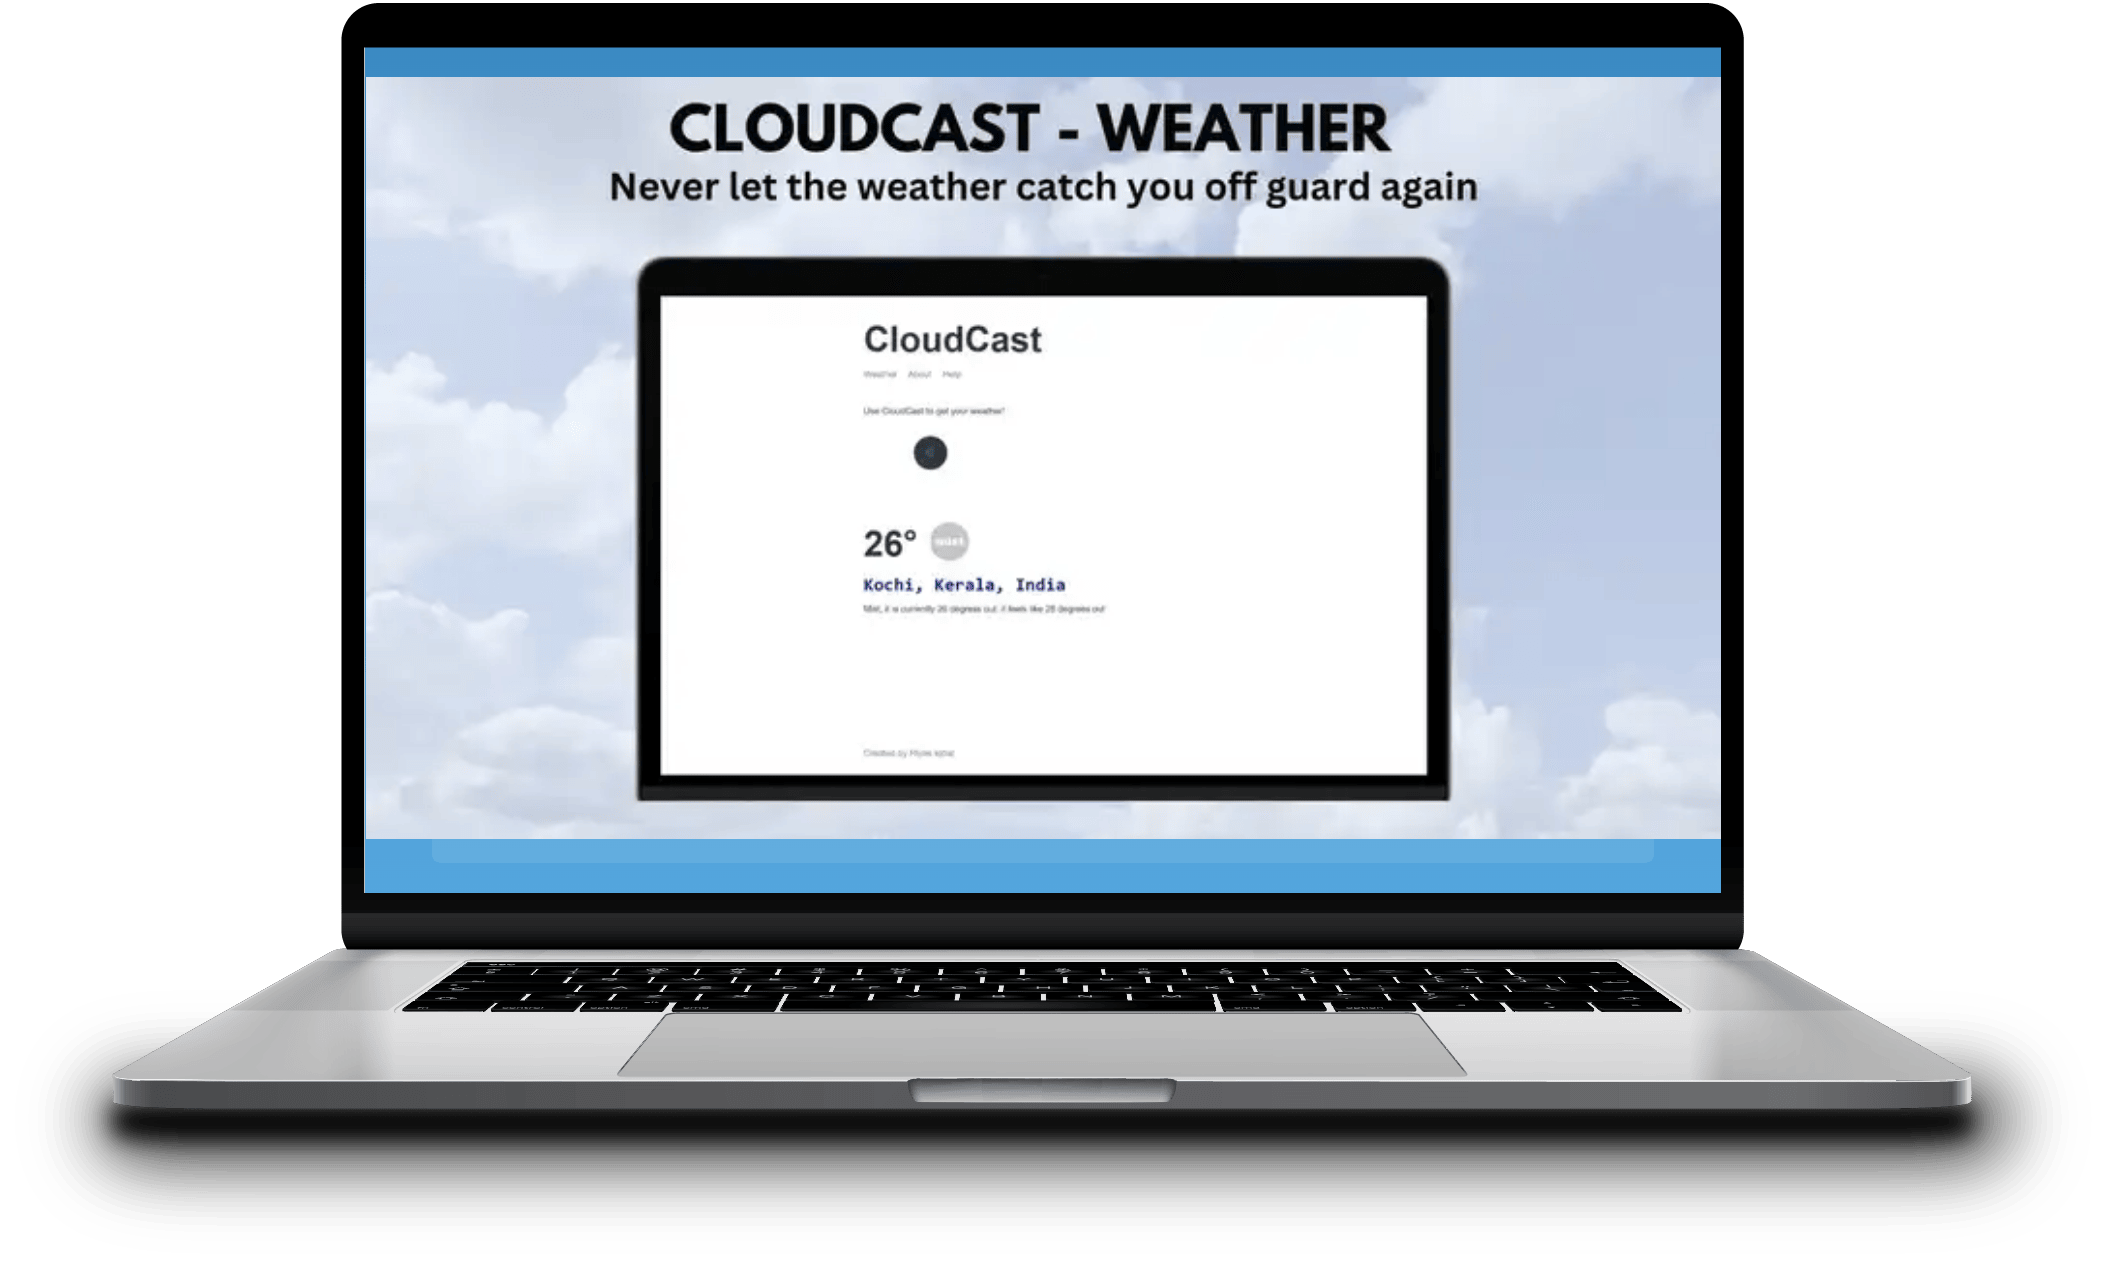 CLOUDCAST - WEATHER
Never let the weather catch you off guard again
CloudCast
Weather About Help
Use CloudCast to get your weather!
26°
Kochi, Kerala, India
Mist, it is currently 26 degrees out. it feels like 28 degrees out
Created by